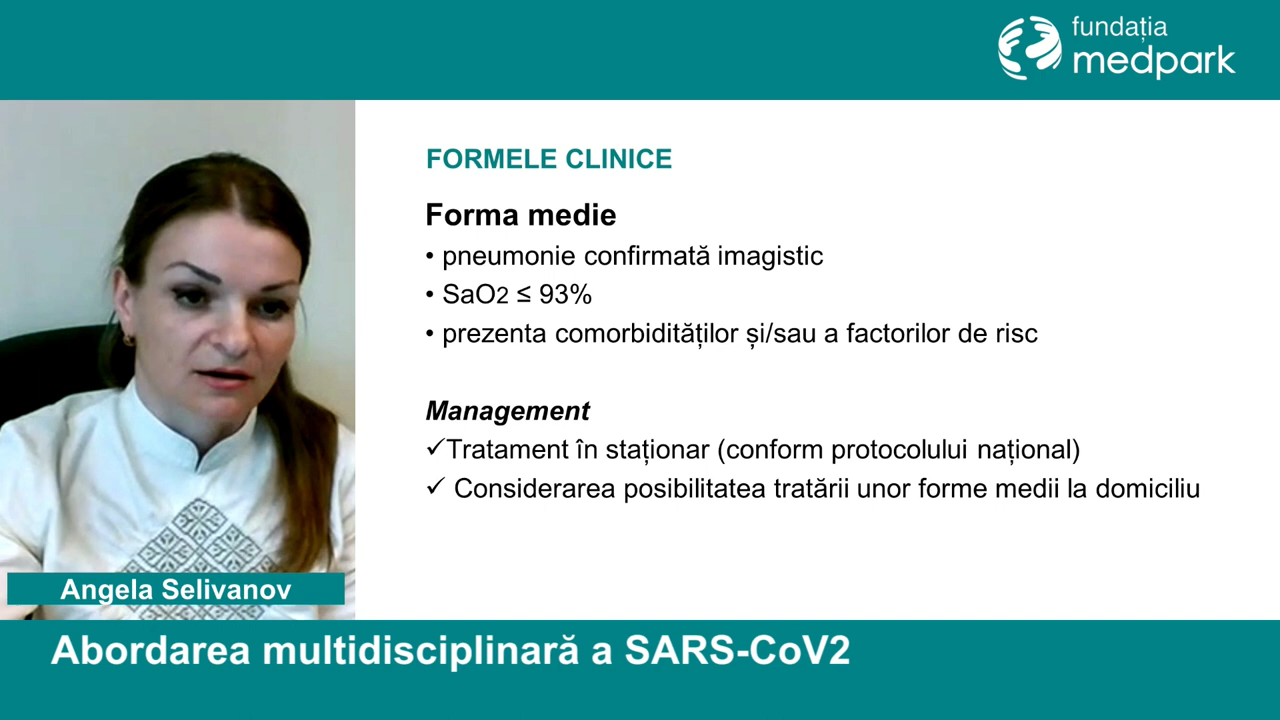 fundația
medpark
FORMELE CLINICE
Forma medie
• pneumonie confirmată imagistic
• SaO2 ≤ 93%
• prezenta comorbidităților și/sau a factorilor de risc
Management
✓Tratament în staționar (conform protocolului național)
✓ Considerarea posibilitatea tratării unor forme medii la domiciliu
Angela Selivanov
Abordarea multidisciplinară a SARS-CoV2